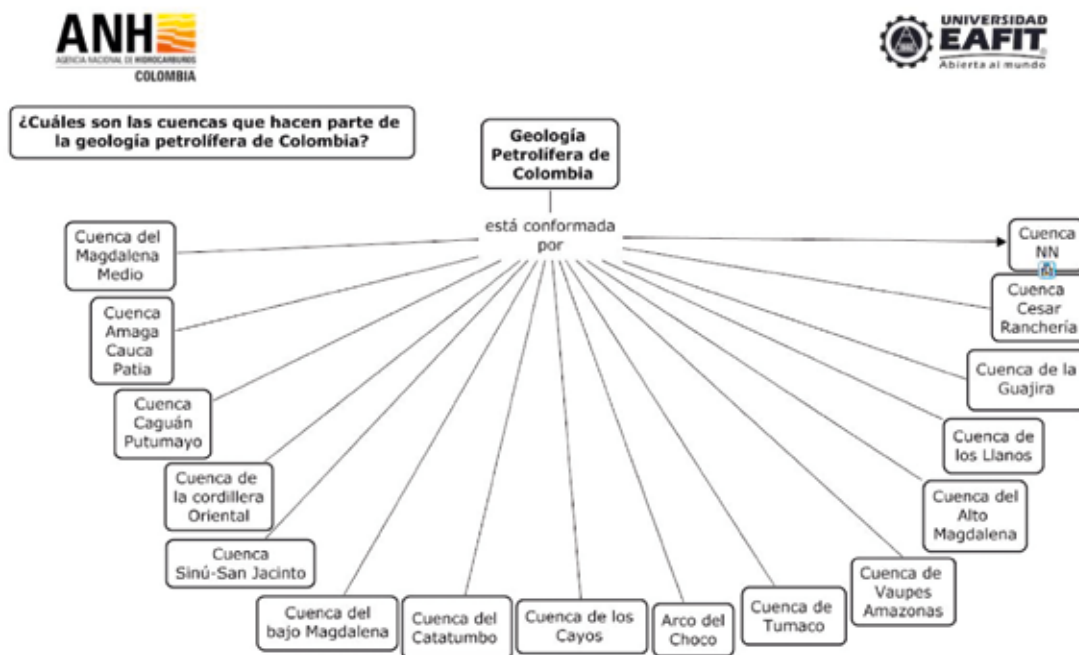 ANH
AGENCIA NACIONAL DE HIDROCARBUROS
COLOMBIA
UNIVERSIDAD
EAFIT
Abierta al mundo
¿Cuáles son las cuencas que hacen parte de
la geología petrolífera de Colombia?
Geología
Petrolífera de
Colombia
está conformada
por
Cuenca del
Magdalena
Medio
Cuenca
Amaga
Cauca
Patia
Cuenca
Caguán
Putumayo
Cuenca de
la cordillera
Oriental
Cuenca
Sinú-San Jacinto
Cuenca del
bajo Magdalena
Cuenca del
Catatumbo
Cuenca de los
Cayos
Arco del
Choco
Cuenca de
Tumaco
Cuenca de
Vaupes
Amazonas
Cuenca del
Alto
Magdalena
Cuenca de
los Llanos
Cuenca de la
Guajira
Cuenca
Cesar
Ranchería
Cuenca
NN